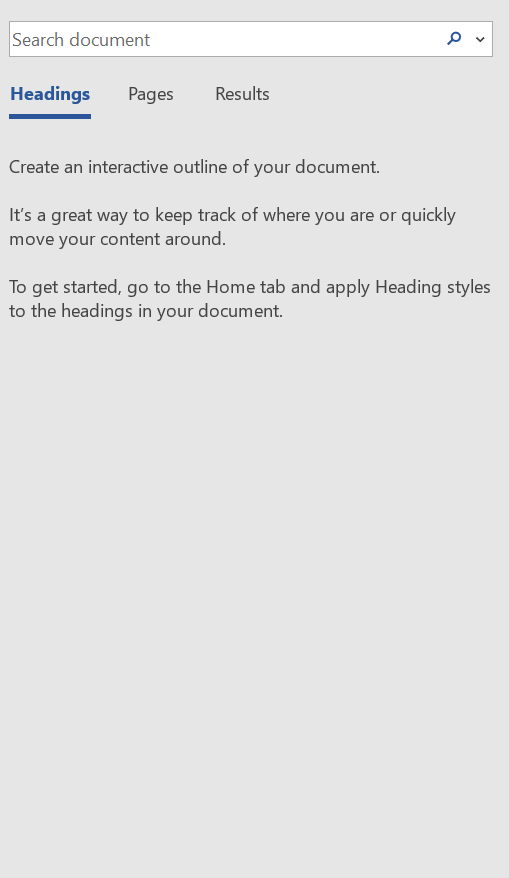 Search document
Headings Pages Results
Create an interactive outline of your document.
It’s a great way to keep track of where you are or quickly
move your content around.
To get started, go to the Home tab and apply Heading styles
to the headings in your document.